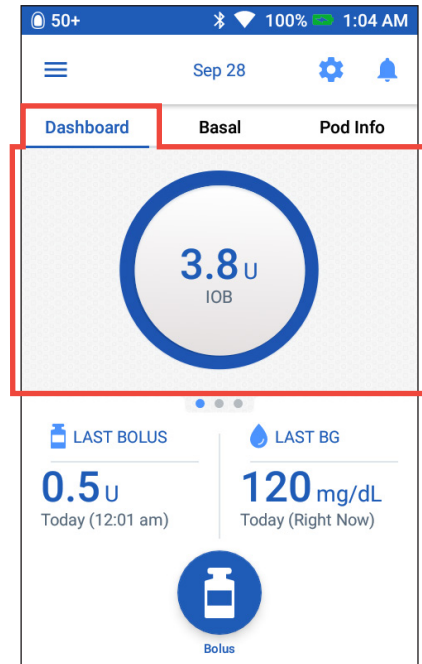 50+ 100% 1:04 AM
Sep 28
Dashboard Basal Pod Info
3.8 U
IOB
LAST BOLUS LAST BG
0.5 U 120 mg/dL
Today (12:01 am) Today (Right Now)
Bolus